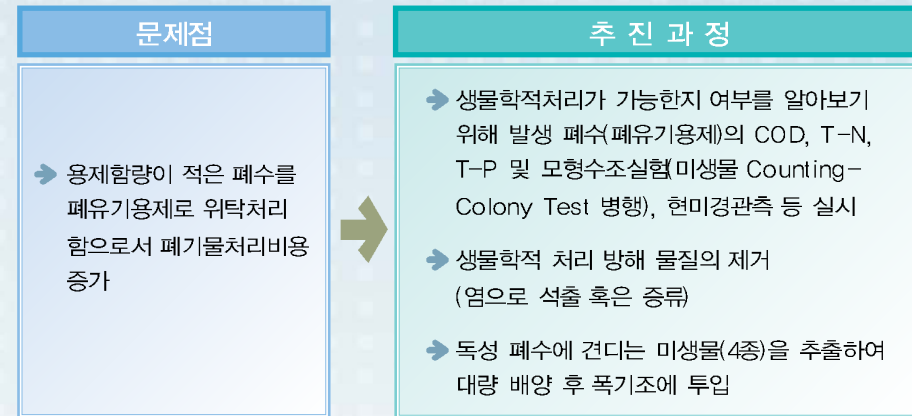 문제점
용제함량이 적은 폐수를
폐유기용제로 위탁처리
함으로서 폐기물처리비용
증가
추 진 과 정
생물학적처리가 가능한지 여부를 알아보기
위해 발생 폐수(폐유기용제)의 COD, T-N,
T-P 및 모형수조실험(미생물 Counting-
Colony Test 병행), 현미경관측 등 실시
생물학적 처리 방해 물질의 제거
(염으로 석출 혹은 증류)
독성 폐수에 견디는 미생물(4종)을 추출하여
대량 배양 후 폭기조에 투입